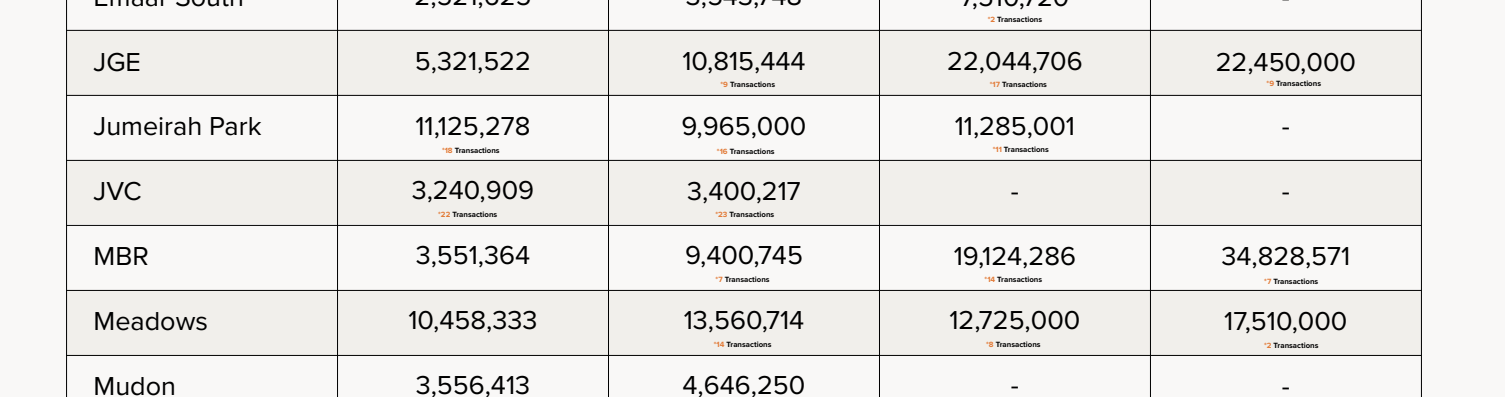 JGE 5,321,522 10,815,444 22,044,706 22,450,000
*9 Transactions *17 Transactions *9 Transactions
Jumeirah Park 11,125,278 9,965,000 11,285,001 -
*18 Transactions *16 Transactions *11 Transactions
JVC 3,240,909 3,400,217 - -
*22 Transactions *23 Transactions
MBR 3,551,364 9,400,745 19,124,286 34,828,571
*7 Transactions *14 Transactions *7 Transactions
Meadows 10,458,333 13,560,714 12,725,000 17,510,000
*14 Transactions *8 Transactions *2 Transactions
Mudon 3,556,413 4,646,250 - -